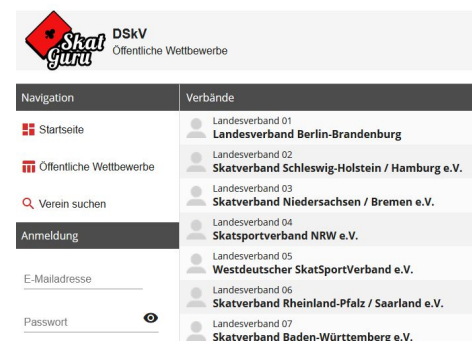 Skat
Guru
DSkV
Öffentliche Wettbewerbe
Navigation
Startseite
Öffentliche Wettbewerbe
Verein suchen
Anmeldung
E-Mailadresse
Passwort
Verbände
Landesverband 01
Landesverband Berlin-Brandenburg
Landesverband 02
Skatverband Schleswig-Holstein / Hamburg e.V.
Landesverband 03
Skatverband Niedersachsen / Bremen e.V.
Landesverband 04
Skatsportverband NRW e.V.
Landesverband 05
Westdeutscher SkatSportVerband e.V.
Landesverband 06
Skatverband Rheinland-Pfalz / Saarland e.V.
Landesverband 07
Skatverband Baden-Württemberg e.V.